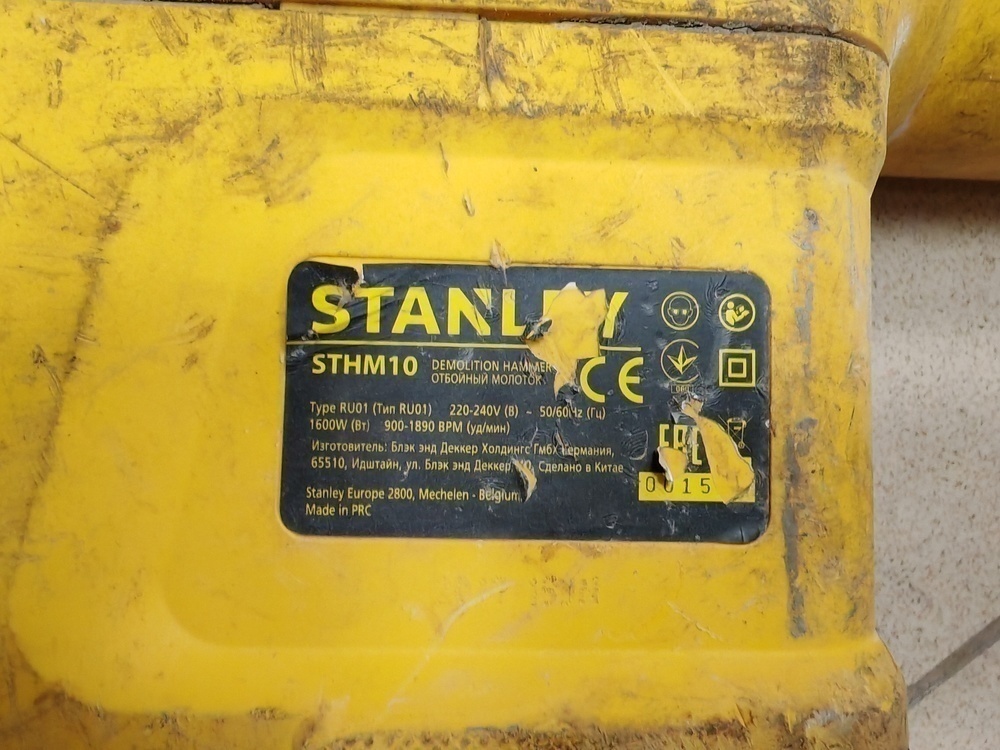 STANLEY
STHM10 DEMOLITION HAMMER
ОТБОЙНЫЙ МОЛОТОК
CE
Type RU01 (Тип RU01) 220-240V (В) ~ 50/60Hz (Гц)
1600W (Вт) 900-1890 BPM (уд/мин)
Изготовитель: Блэк энд Деккер Холдингс ГмбХ Германия,
65510, Идштайн, ул. Блэк энд Деккер Сделано в Китае
EAC
0015
Stanley Europe 2800, Mechelen - Belgium
Made in PRC